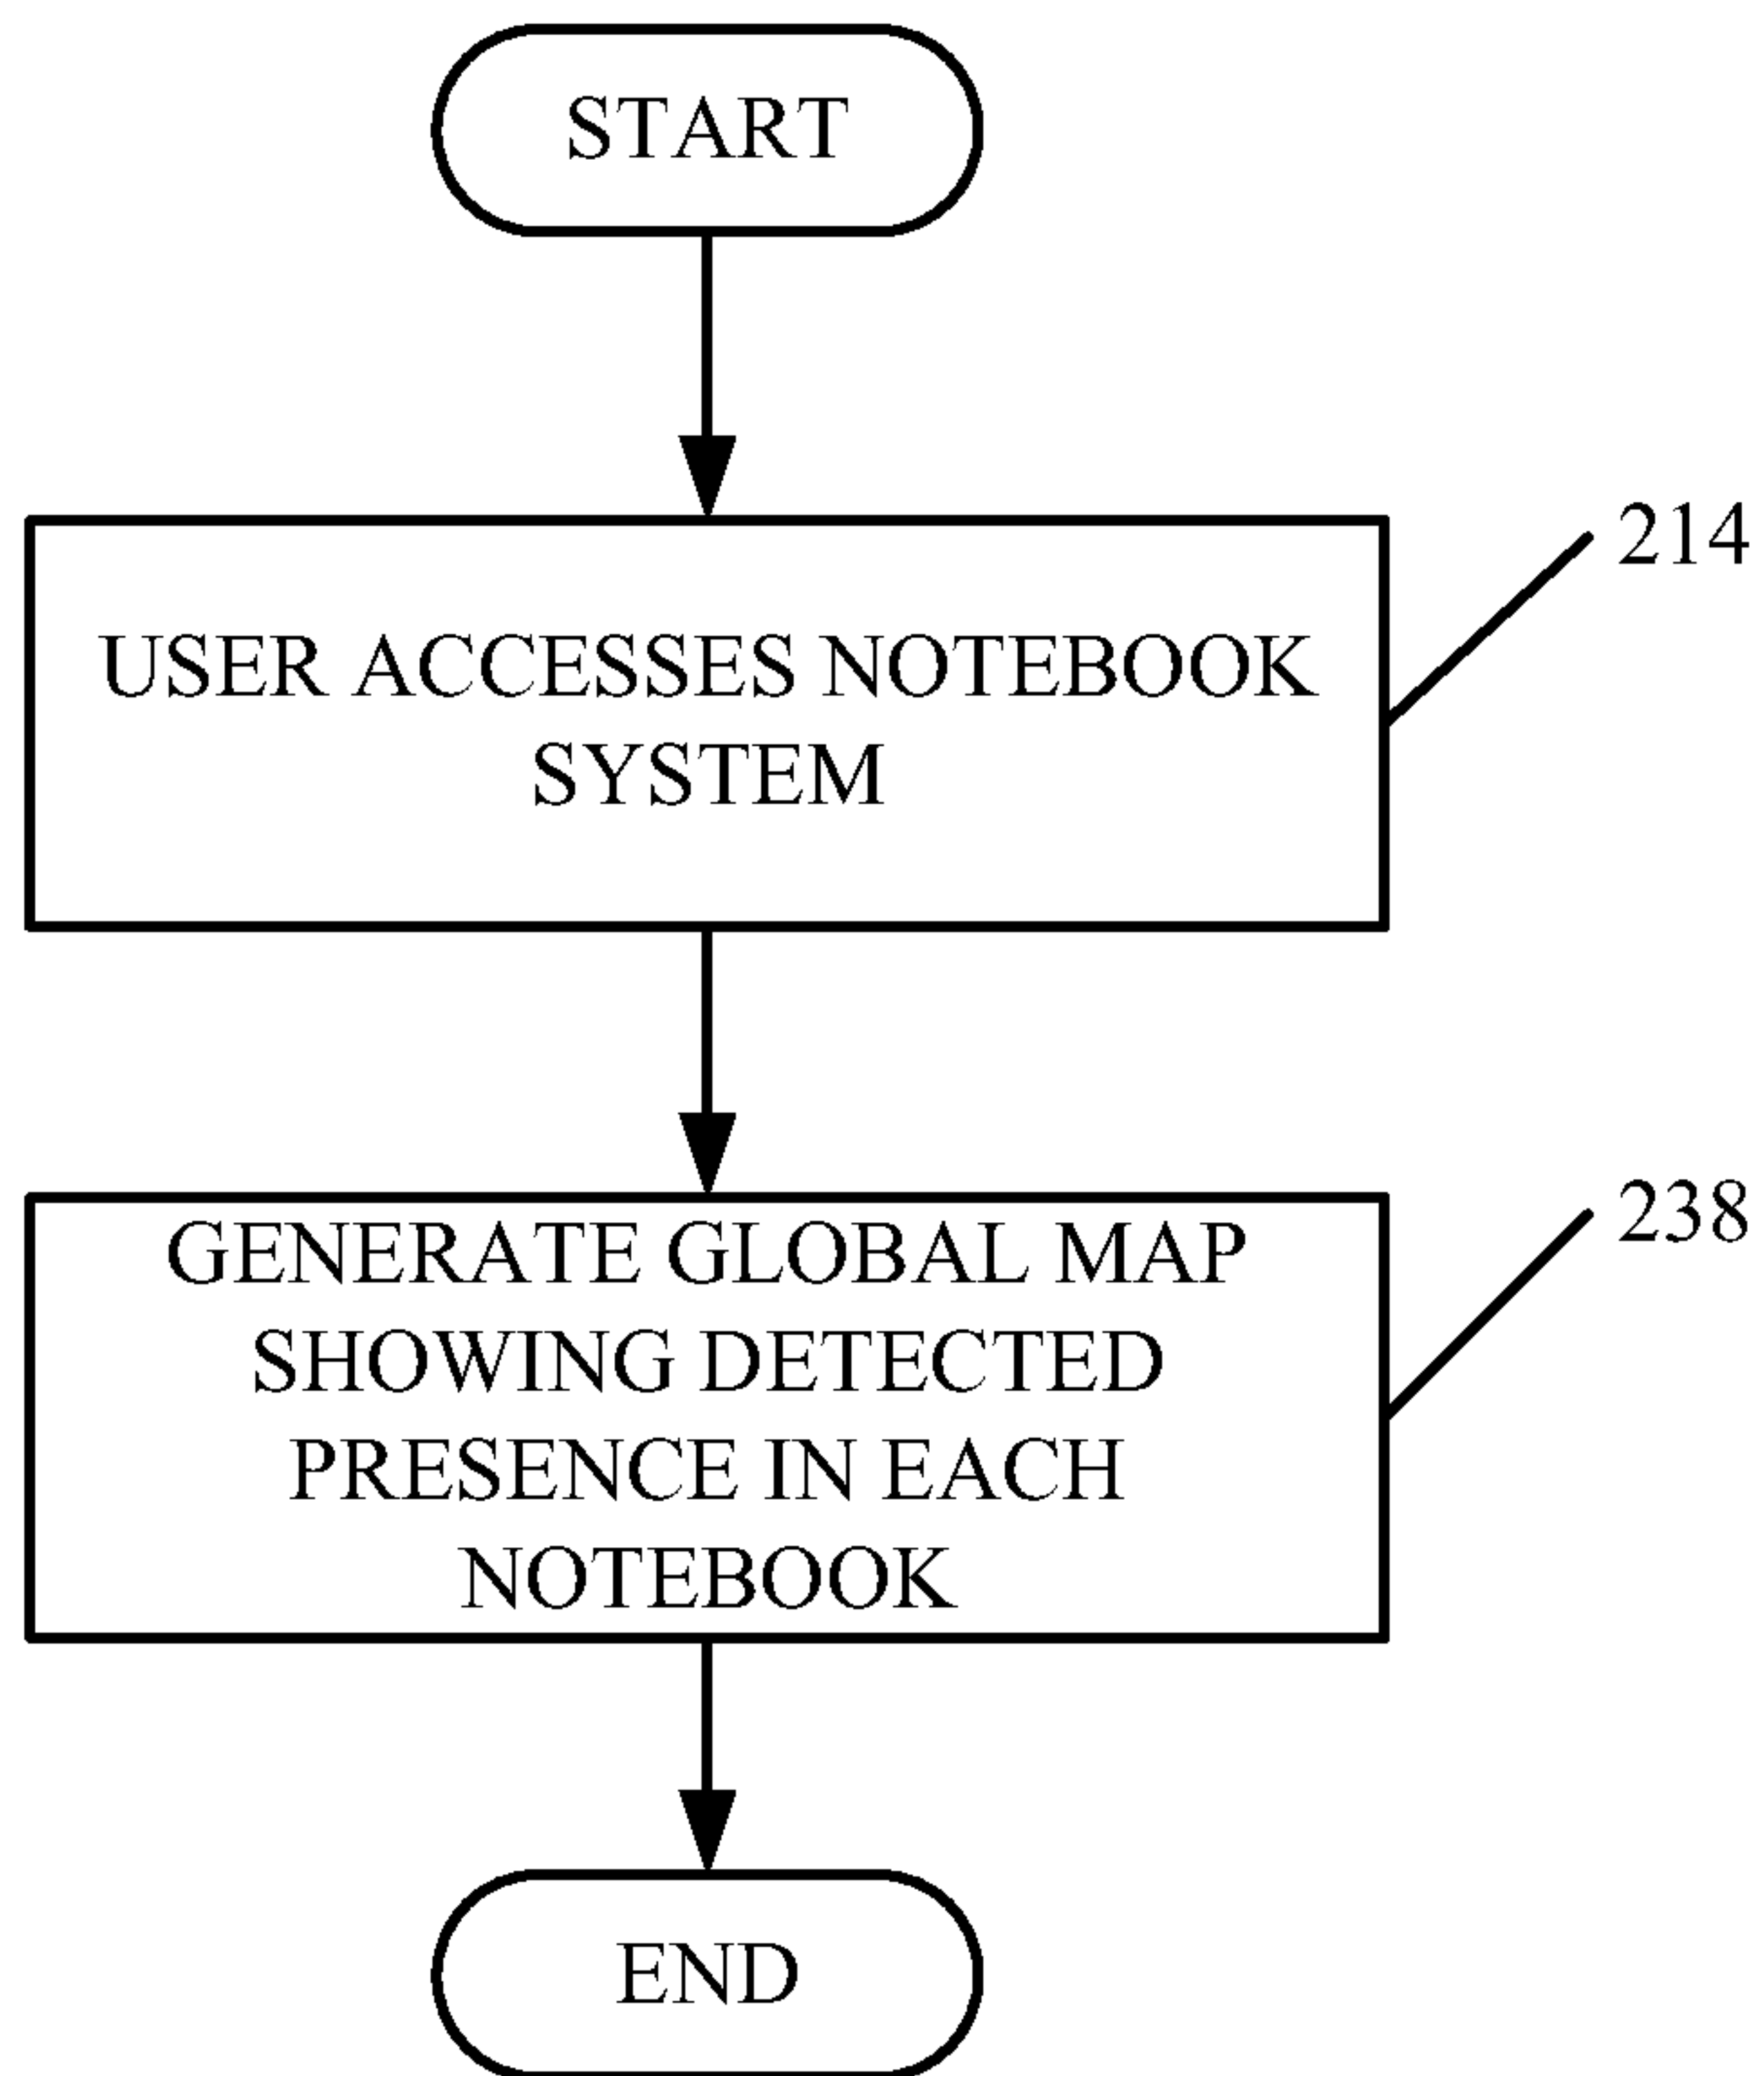 START
214
USER ACCESSES NOTEBOOK
SYSTEM
238
GENERATE GLOBAL MAP
SHOWING DETECTED
PRESENCE IN EACH
NOTEBOOK
END